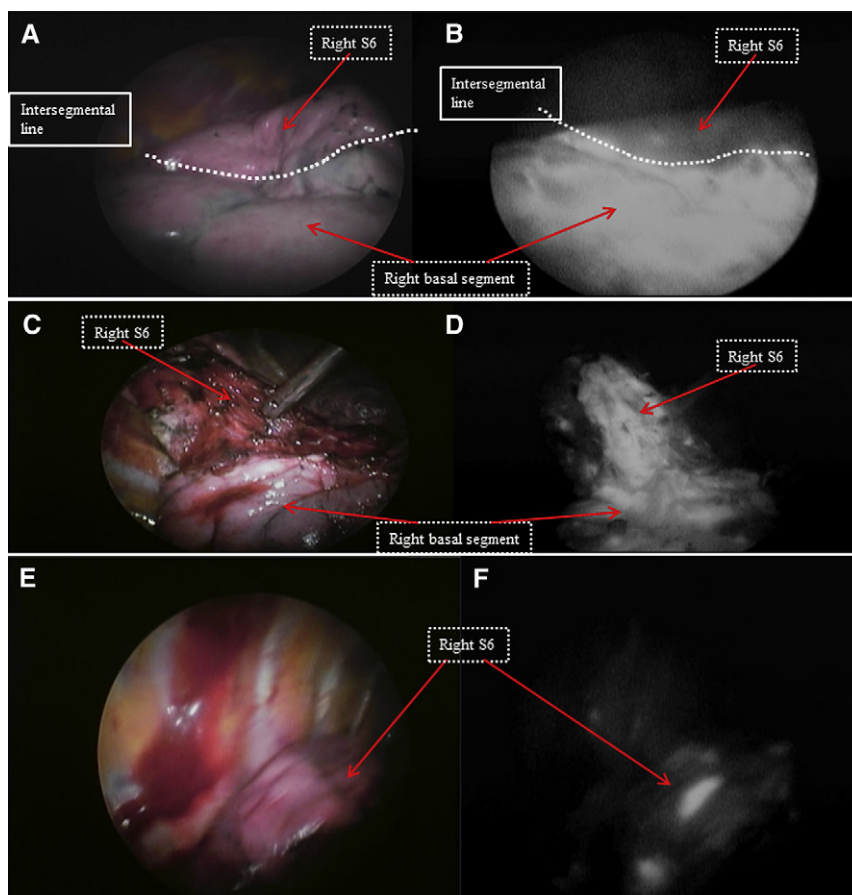 A
Right S6
Intersegmental
line
B
Right S6
Intersegmental
line
Right basal segment
C
Right S6
D
Right S6
Right basal segment
E
F
Right S6